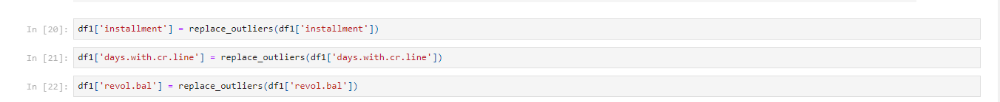 In [20]: df1['installment'] = replace_outliers(df1['installment'])
In [21]: df1['days.with.cr.line'] = replace_outliers(df1['days.with.cr.line'])
In [22]: df1['revol.bal'] = replace_outliers(df1['revol.bal'])